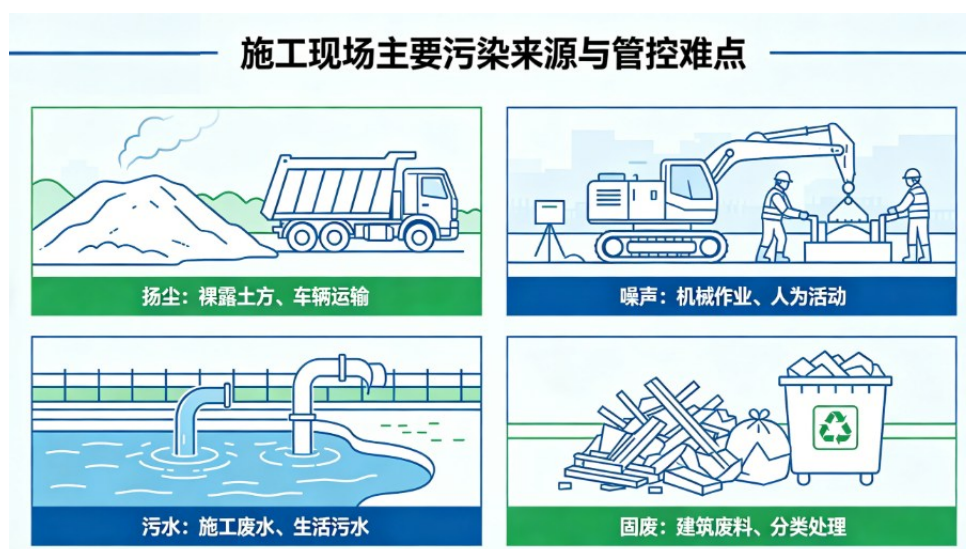 施工现场主要污染来源与管控难点
扬尘：裸露土方、车辆运输
噪声：机械作业、人为活动
污水：施工废水、生活污水
固废：建筑废料、分类处理